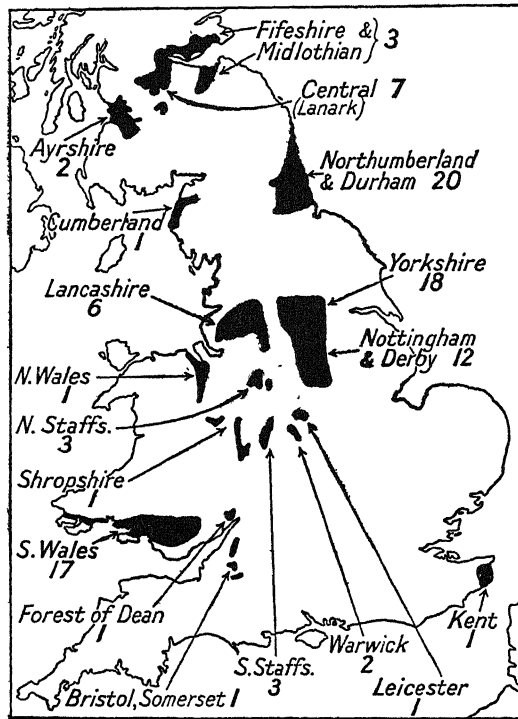 Fifeshire &
Midlothian } 3
Central 7
(Lanark)
Ayrshire
2
Northumberland
& Durham 20
Cumberland
1
Yorkshire
18
Lancashire
6
Nottingham
& Derby 12
N. Wales
1
N. Staffs.
3
Shropshire
1
S. Wales
17
Forest of Dean
1
Kent
1
Warwick
2
S. Staffs.
3
Leicester
1
Bristol, Somerset 1